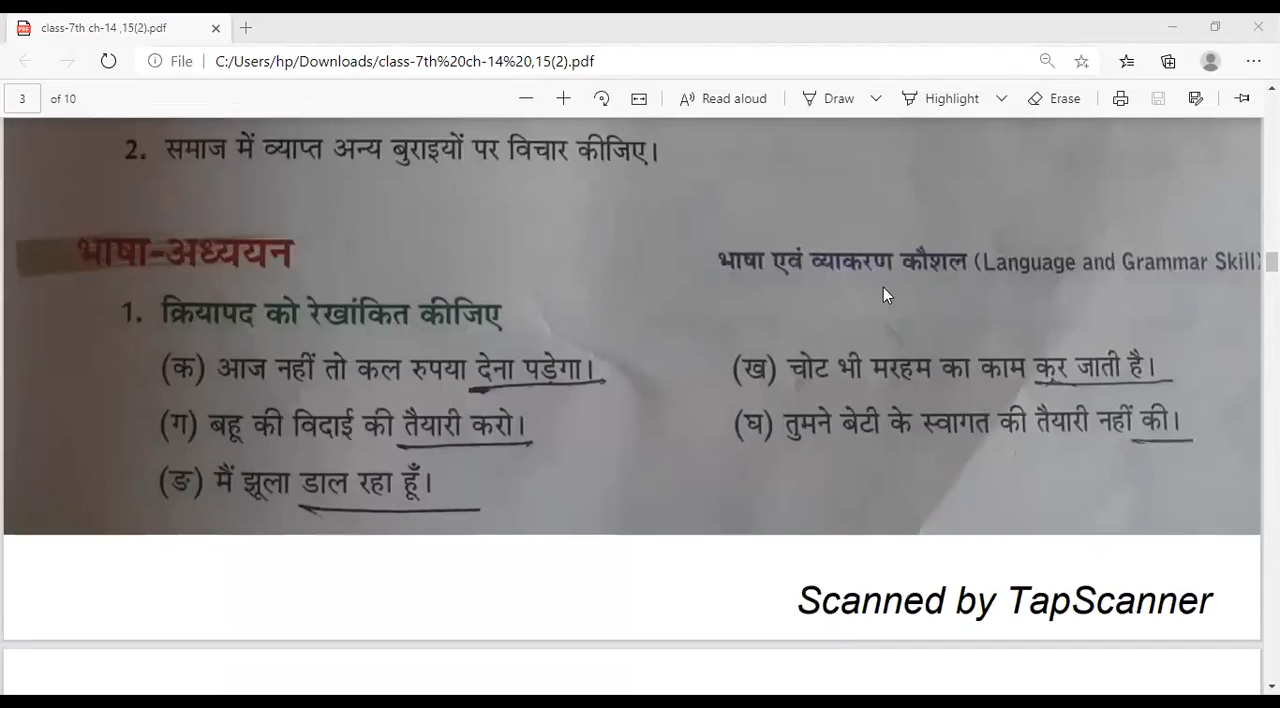 class-7th ch-14 ,15(2).pdf
File C:/Users/hp/Downloads/class-7th%20ch-14%20,15(2).pdf
3 of 10 Read aloud Draw Highlight Erase
2. समाज में व्याप्त अन्य बुराइयों पर विचार कीजिए।
भाषा-अध्ययन
भाषा एवं व्याकरण कौशल (Language and Grammar Skill)
1. क्रियापद को रेखांकित कीजिए
(क) आज नहीं तो कल रुपया देना पड़ेगा। (ख) चोट भी मरहम का काम कर जाती है।
(ग) बहू की विदाई की तैयारी करो। (घ) तुमने बेटी के स्वागत की तैयारी नहीं की।
(ङ) मैं झूला डाल रहा हूँ।
Scanned by TapScanner